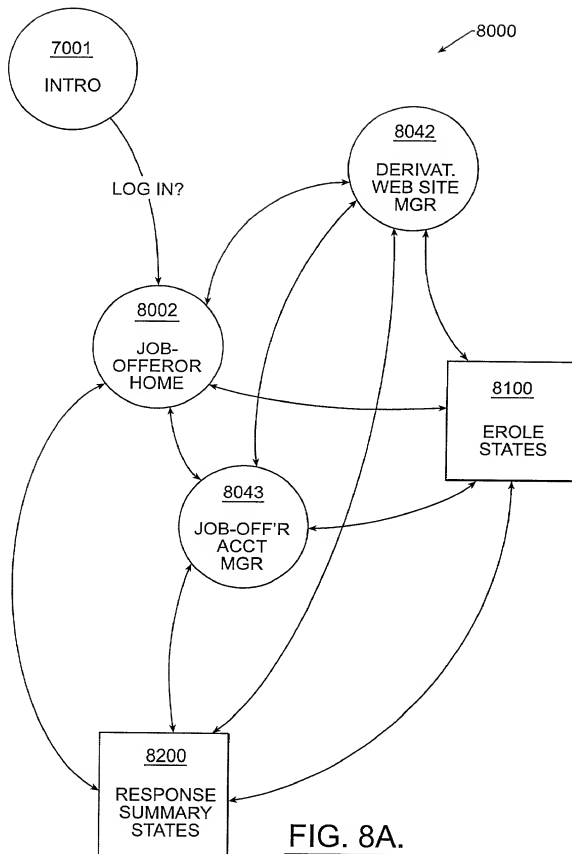 8000
7001
INTRO
LOG IN?
8042
DERIVAT.
WEB SITE
MGR
8002
JOB-
OFFEROR
HOME
8100
EROLE
STATES
8043
JOB-OFF'R
ACCT
MGR
8200
RESPONSE
SUMMARY
STATES
FIG. 8A.